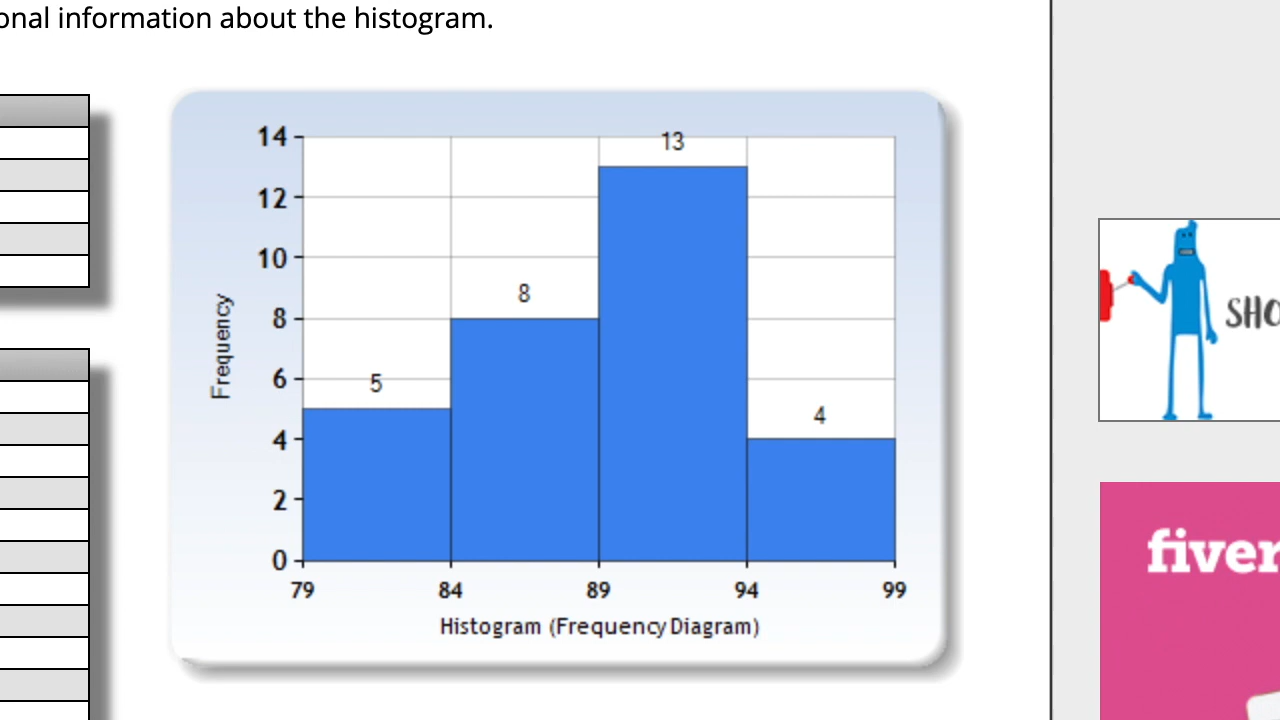 onal information about the histogram.
14
12
10
8
6
4
2
0
Frequency
5
8
13
4
79 84 89 94 99
Histogram (Frequency Diagram)
SHO
fiver